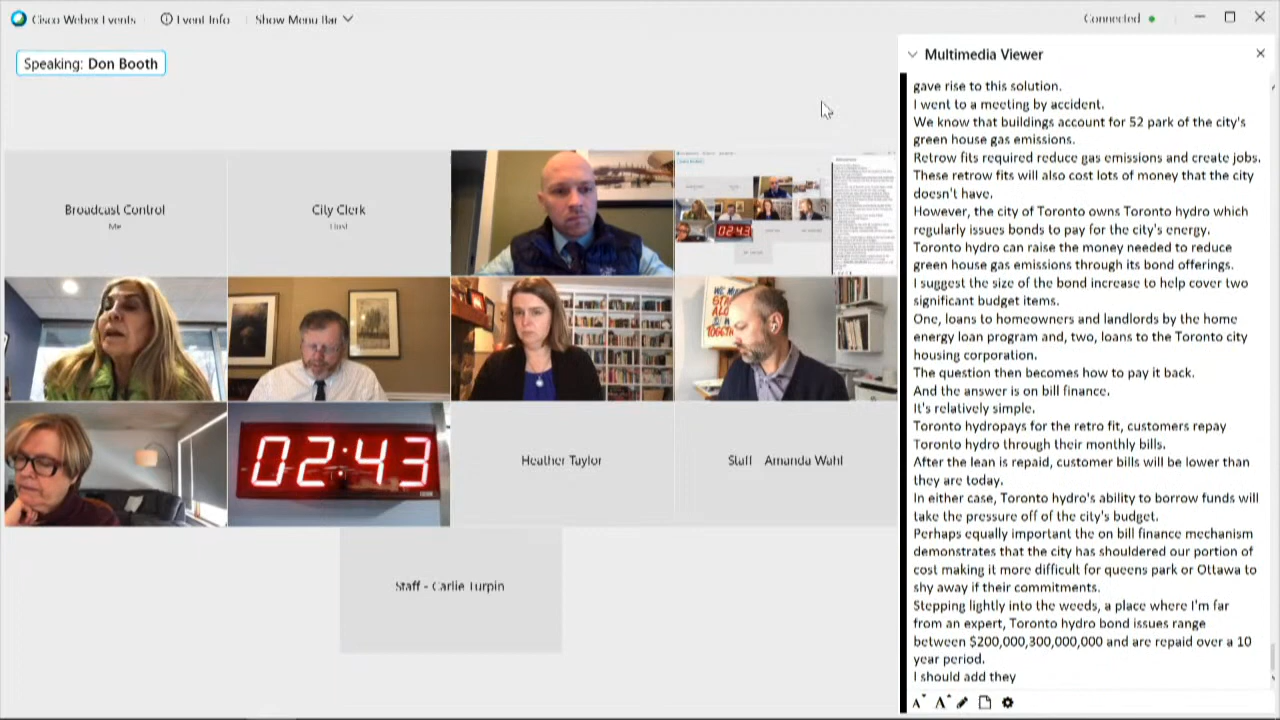 Cisco Webex Events
Event Info
Show Menu Bar
Connected
Speaking: Don Booth
Multimedia Viewer
Broadcast Control
Me
City Clerk
Host
02:43
WE
STA
ALO
TOGETH
02:43
Heather Taylor
Staff Amanda Wahl
Staff - Carlie Turpin
gave rise to this solution.
I went to a meeting by accident.
We know that buildings account for 52 park of the city's
green house gas emissions.
Retrow fits required reduce gas emissions and create jobs.
These retrow fits will also cost lots of money that the city
doesn't have.
However, the city of Toronto owns Toronto hydro which
regularly issues bonds to pay for the city's energy.
Toronto hydro can raise the money needed to reduce
green house gas emissions through its bond offerings.
I suggest the size of the bond increase to help cover two
significant budget items.
One, loans to homeowners and landlords by the home
energy loan program and, two, loans to the Toronto city
housing corporation.
The question then becomes how to pay it back.
And the answer is on bill finance.
It's relatively simple.
Toronto hydropays for the retro fit, customers repay
Toronto hydro through their monthly bills.
After the lean is repaid, customer bills will be lower than
they are today.
In either case, Toronto hydro's ability to borrow funds will
take the pressure off of the city's budget.
Perhaps equally important the on bill finance mechanism
demonstrates that the city has shouldered our portion of
cost making it more difficult for queens park or Ottawa to
shy away if their commitments.
Stepping lightly into the weeds, a place where I'm far
from an expert, Toronto hydro bond issues range
between $200,000,300,000,000 and are repaid over a 10
year period.
I should add they